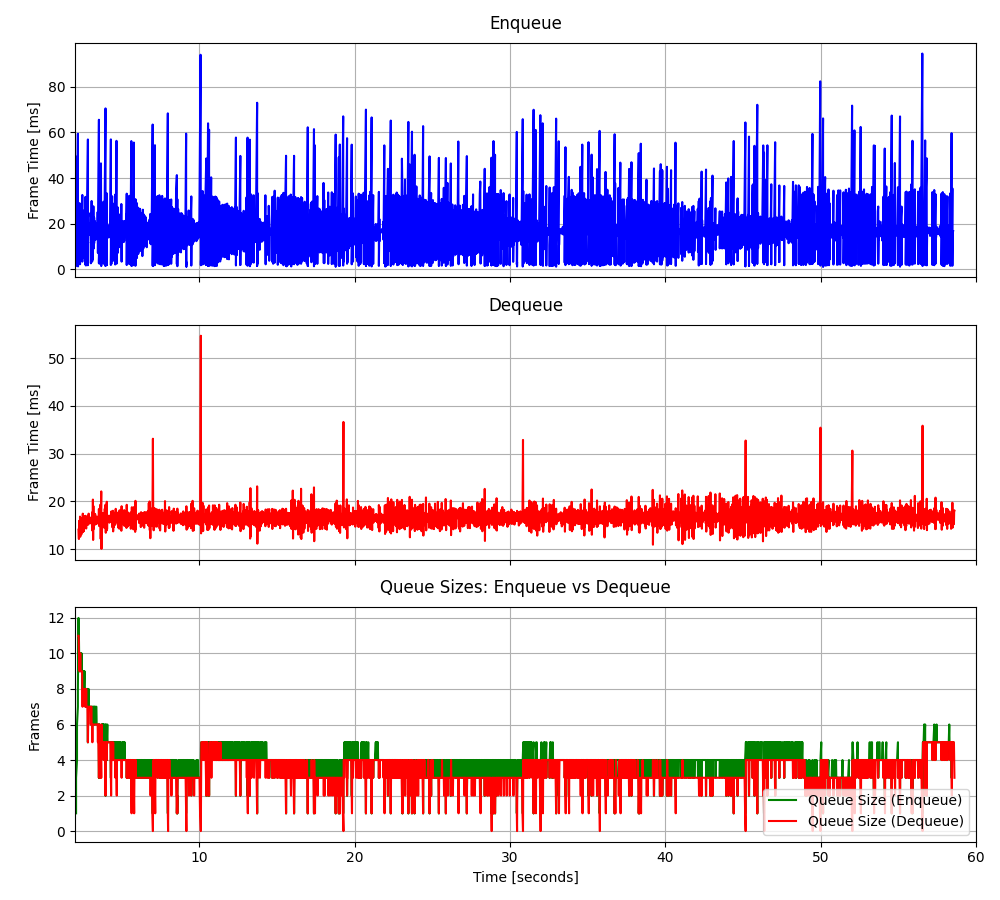 Enqueue
Frame Time [ms]
80
60
40
20
0
Dequeue
Frame Time [ms]
50
40
30
20
10
Queue Sizes: Enqueue vs Dequeue
Frames
12
10
8
6
4
2
0
Queue Size (Enqueue)
Queue Size (Dequeue)
10 20 30 40 50 60
Time [seconds]